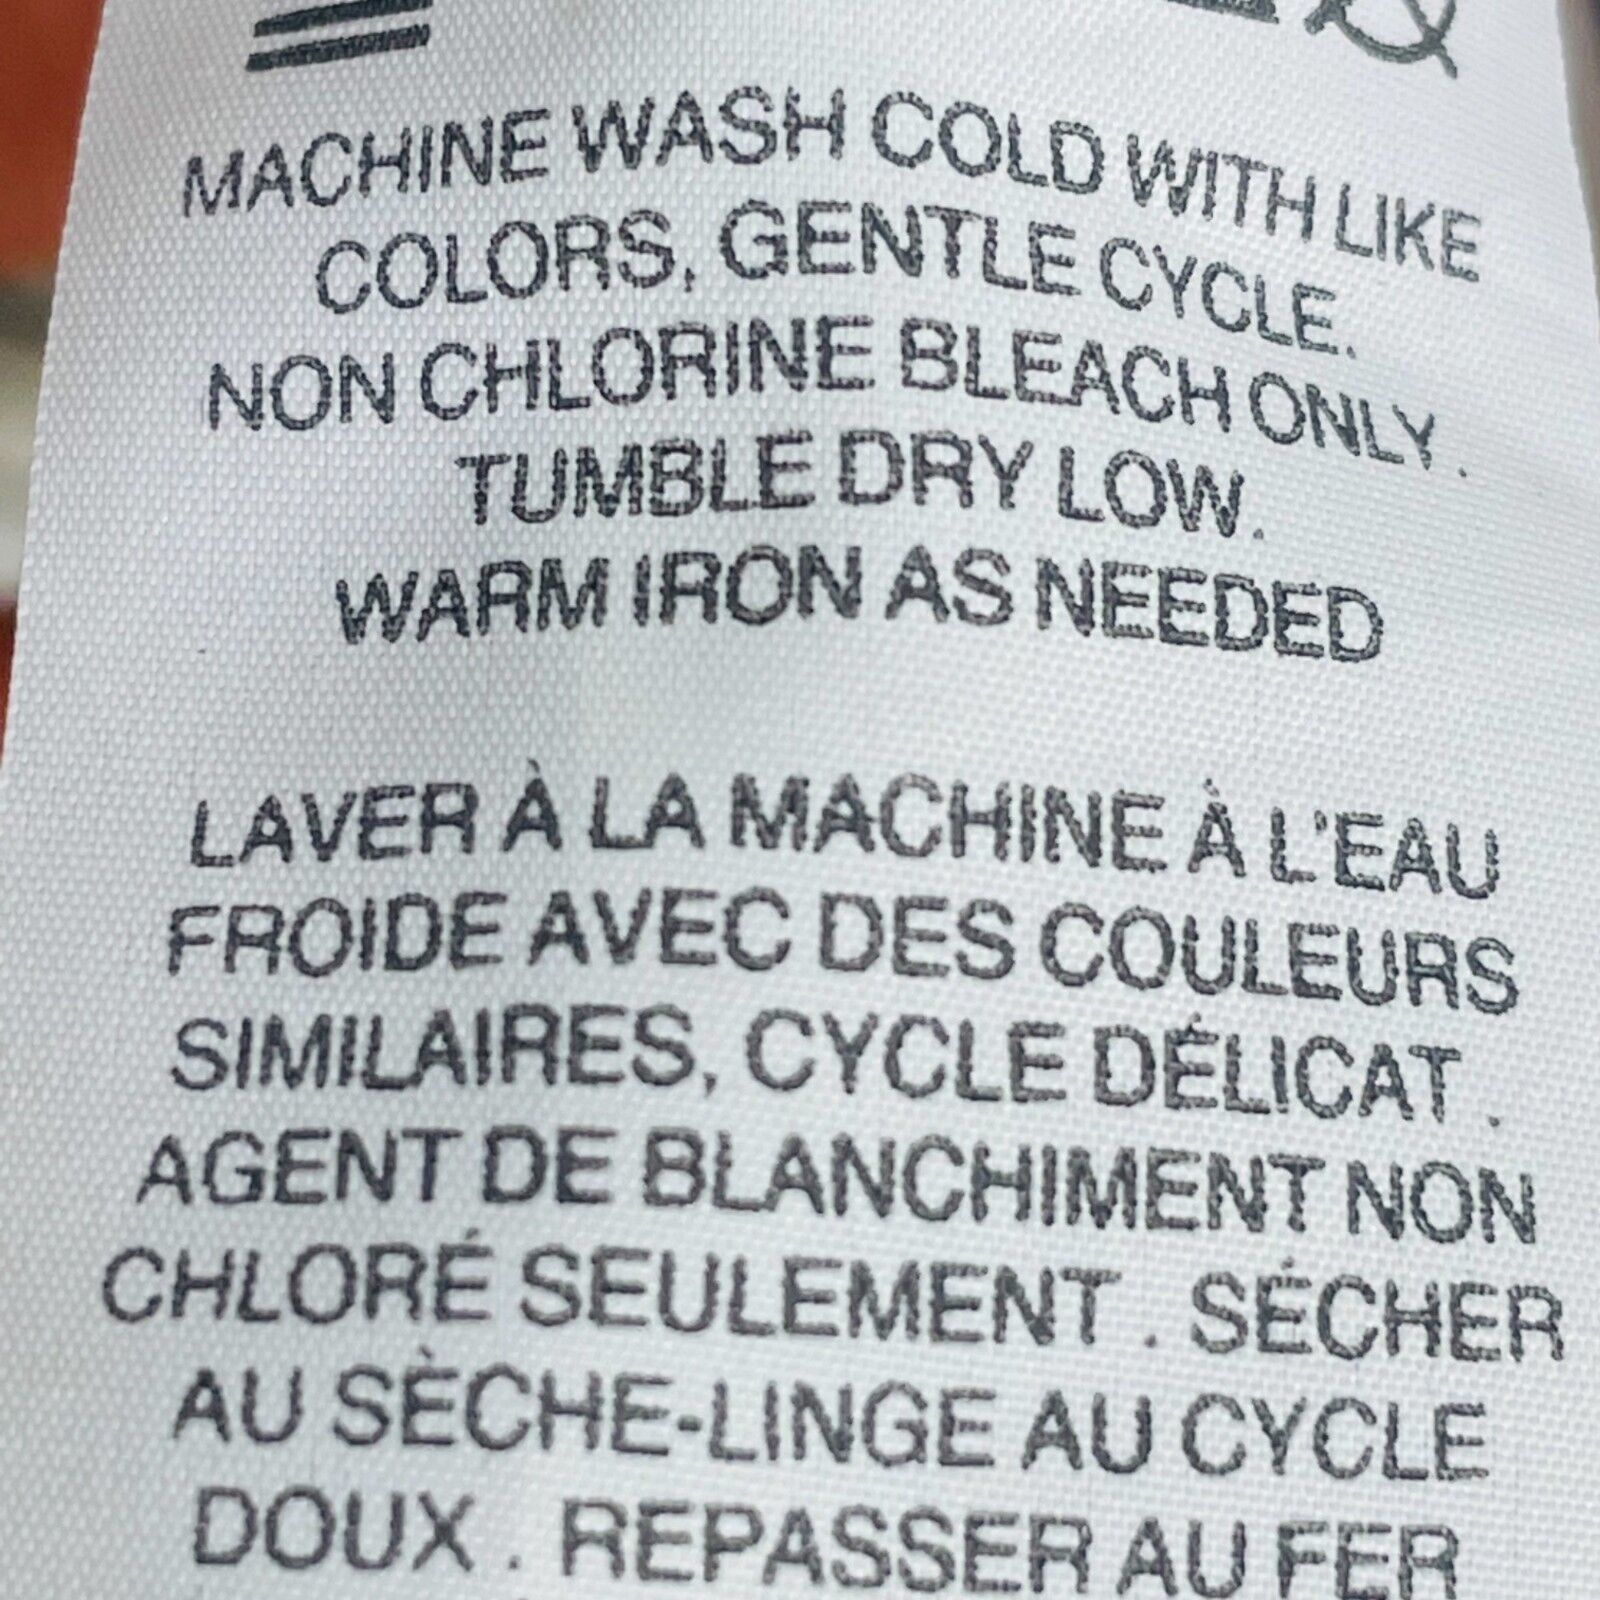 MACHINE WASH COLD WITH LIKE
COLORS, GENTLE CYCLE.
NON CHLORINE BLEACH ONLY.
TUMBLE DRY LOW.
WARM IRON AS NEEDED
LAVER À LA MACHINE À L'EAU
FROIDE AVEC DES COULEURS
SIMILAIRES, CYCLE DÉLICAT .
AGENT DE BLANCHIMENT NON
CHLORÉ SEULEMENT . SÉCHER
AU SÈCHE-LINGE AU CYCLE
DOUX . REPASSER AU FER